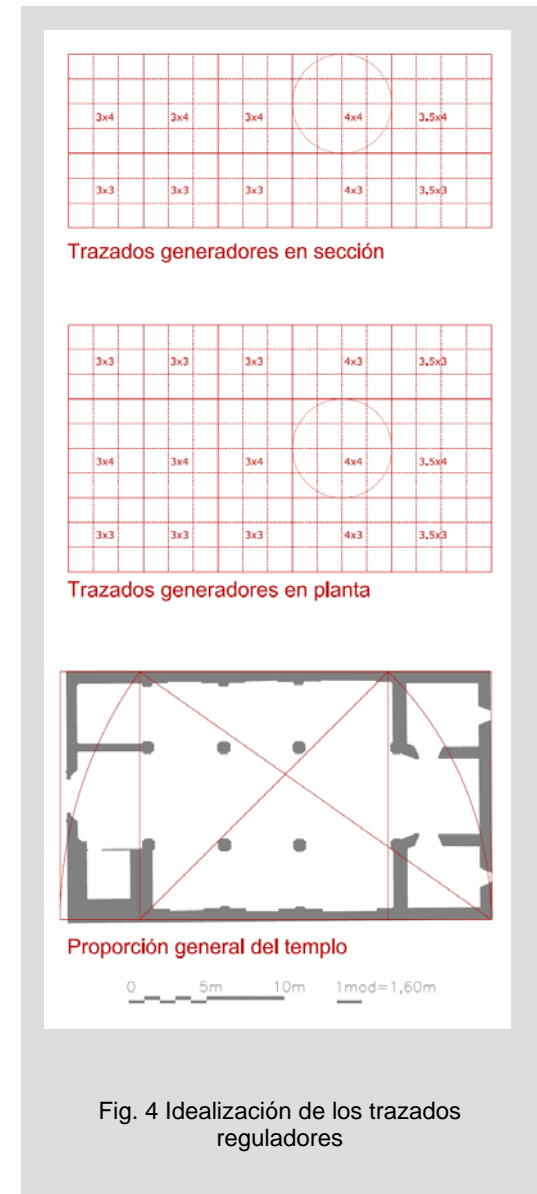 3x4 3x4 3x4 4x4 3.5x4
3x3 3x3 3x3 4x3 3.5x3
Trazados generadores en sección
3x3 3x3 3x3 4x3 3.5x3
3x4 3x4 3x4 4x4 3.5x4
3x3 3x3 3x3 4x3 3.5x3
Trazados generadores en planta
Proporción general del templo
0 5m 10m 1mod=1,60m
Fig. 4 Idealización de los trazados
reguladores